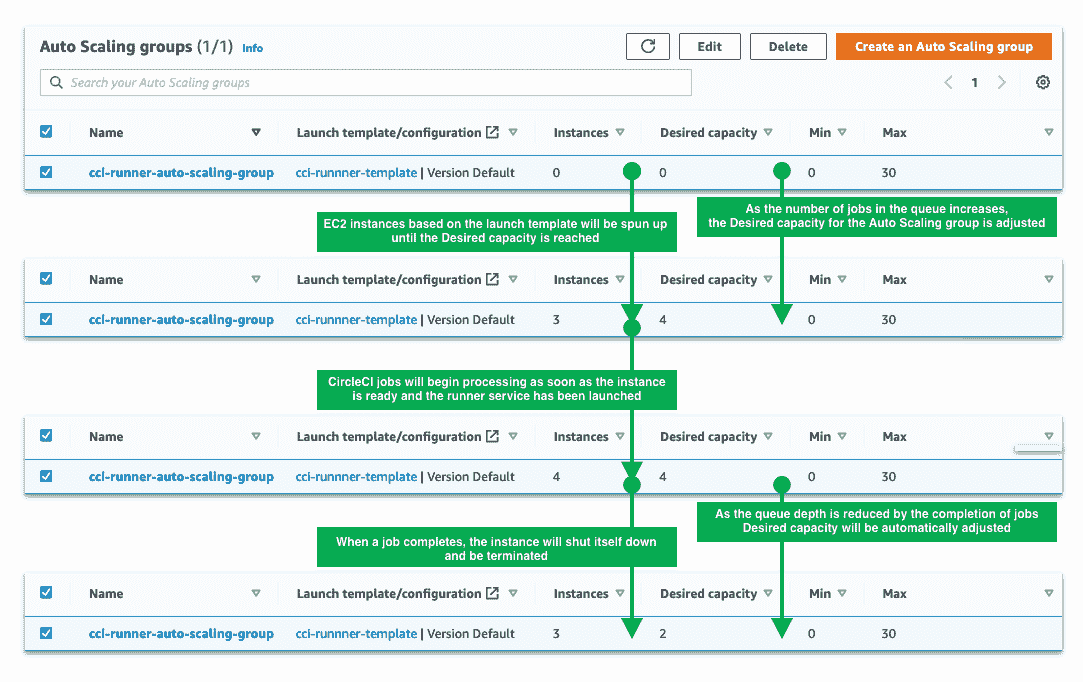 Auto Scaling groups (1/1) Info
Edit
Delete
Create an Auto Scaling group
Search your Auto Scaling groups
1
Name Launch template/configuration Instances Desired capacity Min Max
cci-runner-auto-scaling-group cci-runnner-template | Version Default 0 0 0 30
EC2 instances based on the launch template will be spun up
until the Desired capacity is reached
As the number of jobs in the queue increases,
the Desired capacity for the Auto Scaling group is adjusted
Name Launch template/configuration Instances Desired capacity Min Max
cci-runner-auto-scaling-group cci-runnner-template | Version Default 3 4 0 30
CircleCI jobs will begin processing as soon as the instance
is ready and the runner service has been launched
Name Launch template/configuration Instances Desired capacity Min Max
cci-runner-auto-scaling-group cci-runnner-template | Version Default 4 4 0 30
As the queue depth is reduced by the completion of jobs
Desired capacity will be automatically adjusted
When a job completes, the instance will shut itself down
and be terminated
Name Launch template/configuration Instances Desired capacity Min Max
cci-runner-auto-scaling-group cci-runnner-template | Version Default 3 2 0 30